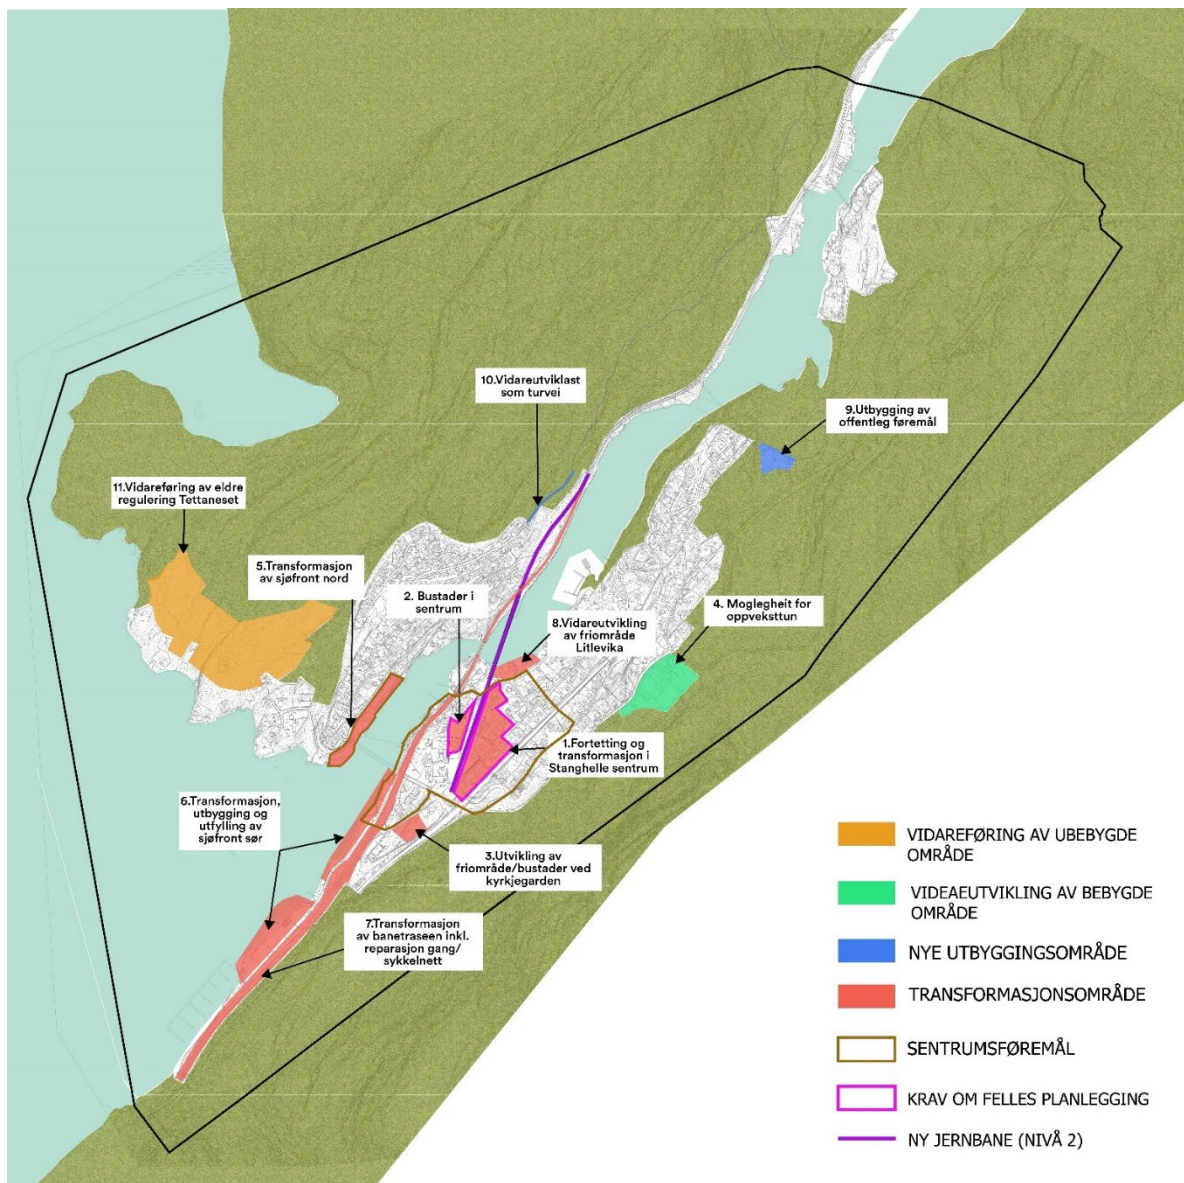 10.Vidareutviklast
som turvei
9.Utbygging av
offentleg føremål
11.Vidareføring av eldre
regulering Tettaneset
5.Transformasjon
av sjøfront nord
2. Bustader i
sentrum
8.Vidareutvikling
av friområde
Litlevika
4. Moglegheit for
oppveksttun
1.Fortetting og
transformasjon i
Stanghelle sentrum
6.Transformasjon,
utbygging og
utfylling av
sjøfront sør
3.Utvikling av
friområde/bustader ved
kyrkjegarden
7.Transformasjon
av banetraseen inkl.
reparasjon gang/
sykkelnett
VIDAREFØRING AV UBEBYGDE
OMRÅDE
VIDEAEUTVIKLING AV BEBYGDE
OMRÅDE
NYE UTBYGGINGSOMRÅDE
TRANSFORMASJONSOMRÅDE
SENTRUMSFØREMÅL
KRAV OM FELLES PLANLEGGING
NY JERNBANE (NIVÅ 2)